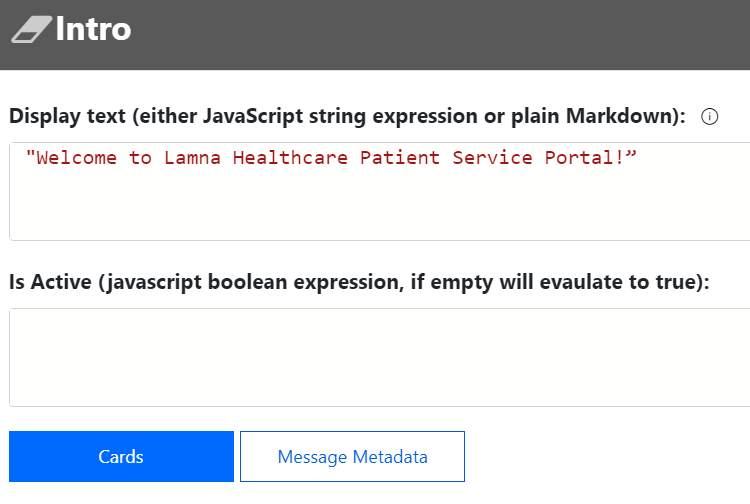 Intro
Display text (either JavaScript string expression or plain Markdown):
"Welcome to Lamna Healthcare Patient Service Portal!”
Is Active (javascript boolean expression, if empty will evaulate to true):
Cards
Message Metadata